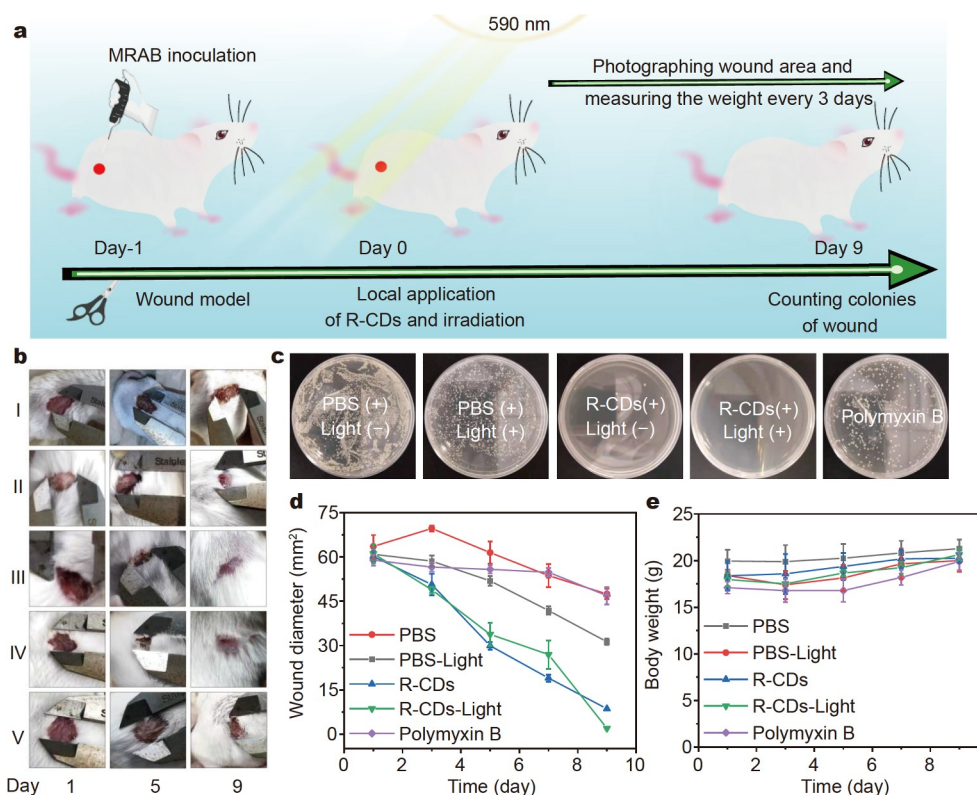 a
590 nm
MRAB inoculation
Photographing wound area and
measuring the weight every 3 days
Day-1
Day 0
Day 9
Wound model
Local application
of R-CDs and irradiation
Counting colonies
of wound
b
I
II
III
IV
V
Day 1 5 9
c
PBS (+)
Light (−)
PBS (+)
Light (+)
R-CDs(+)
Light (−)
R-CDs(+)
Light (+)
Polymyxin B
d
Wound diameter (mm²)
75
60
45
30
15
0
PBS
PBS-Light
R-CDs
R-CDs-Light
Polymyxin B
0 2 4 6 8 10
Time (day)
e
Body weight (g)
25
20
15
10
5
0
PBS
PBS-Light
R-CDs
R-CDs-Light
Polymyxin B
0 2 4 6 8
Time (day)